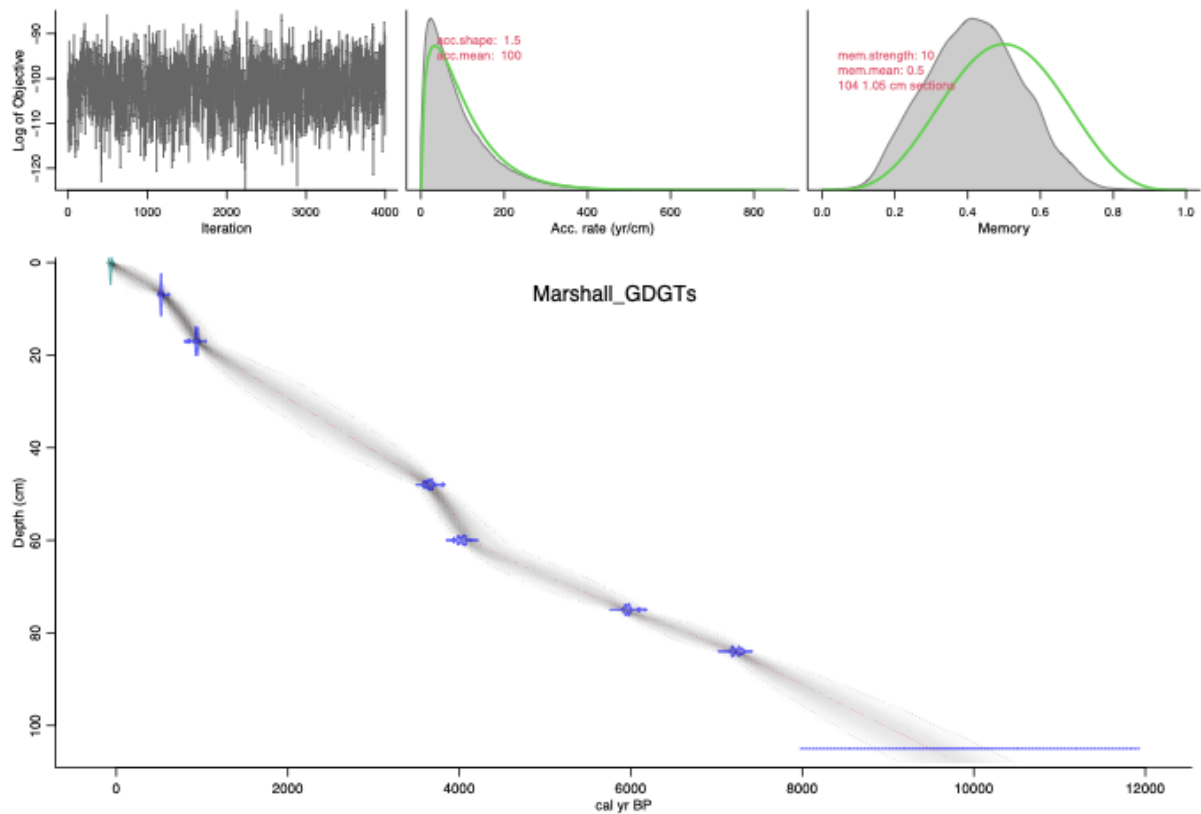 Log of Objective
-90
-100
-110
-120
0 1000 2000 3000 4000
Iteration
acc.shape: 1.5
acc.mean: 100
0 200 400 600 800
Acc. rate (yr/cm)
mem.strength: 10
mem.mean: 0.5
104 1.05 cm sections
0.0 0.2 0.4 0.6 0.8 1.0
Memory
Marshall_GDGTs
Depth (cm)
0
20
40
60
80
100
0 2000 4000 6000 8000 10000 12000
cal yr BP